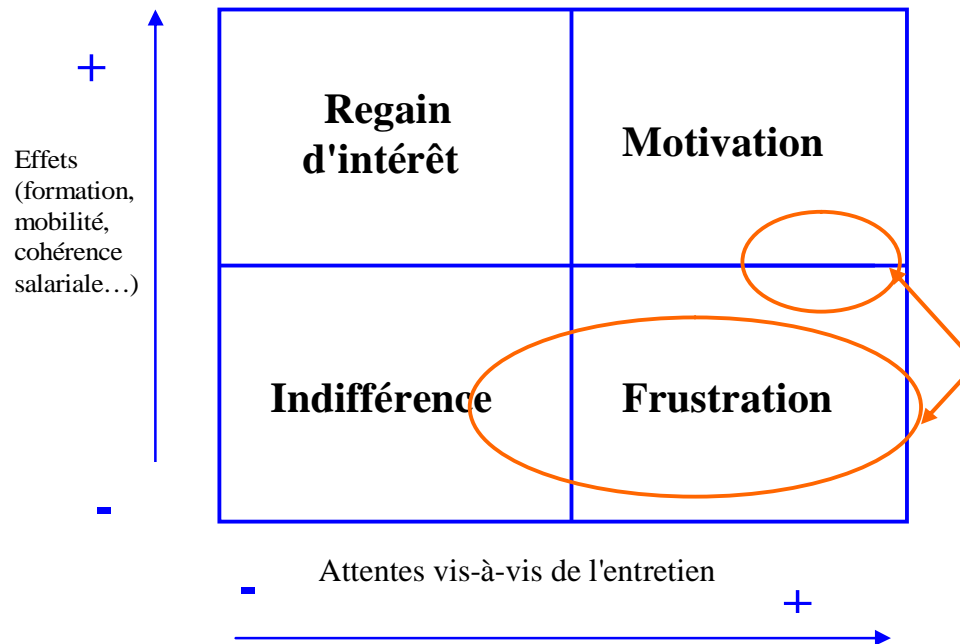 +
Effets
(formation,
mobilité,
cohérence
salariale…)
-
Regain
d'intérêt
Motivation
Indifférence
Frustration
Attentes vis-à-vis de l'entretien
-
+